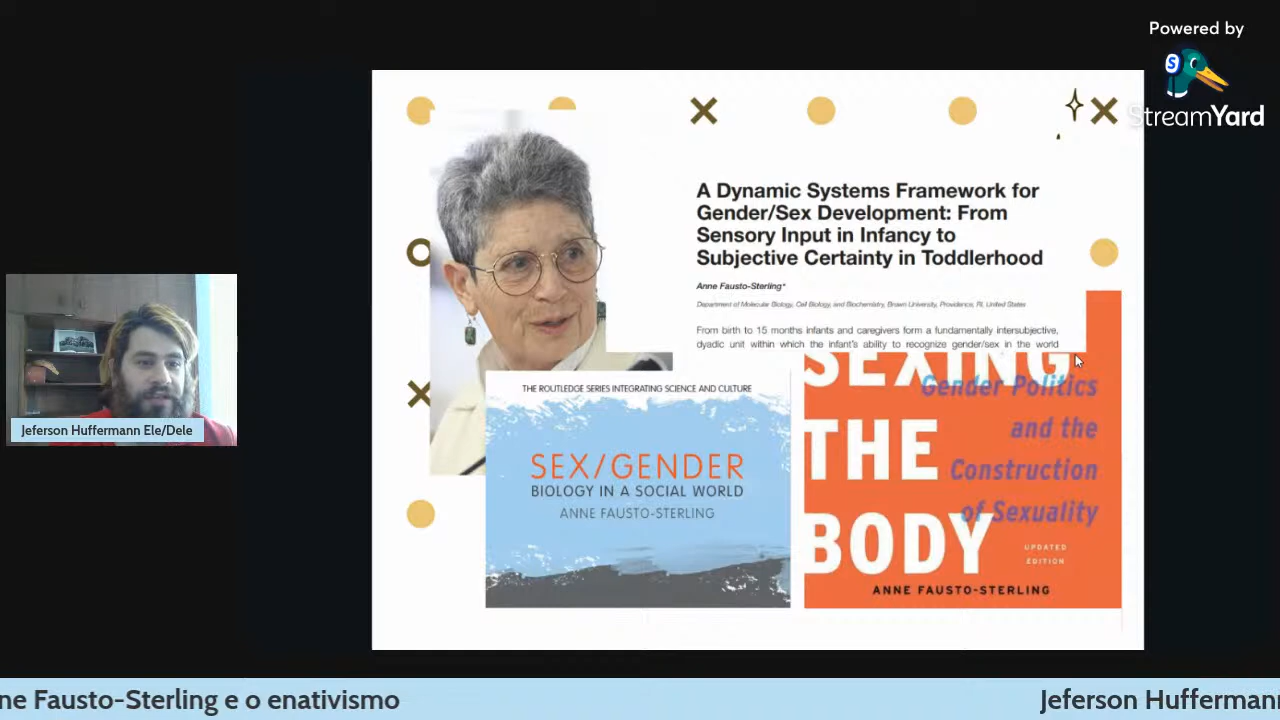 Powered by
S
StreamYard
A Dynamic Systems Framework for
Gender/Sex Development: From
Sensory Input in Infancy to
Subjective Certainty in Toddlerhood
Anne Fausto-Sterling*
Department of Molecular Biology, Cell Biology, and Biochemistry, Brown University, Providence, RI, United States
From birth to 15 months infants and caregivers form a fundamentally intersubjective,
dyadic unit within which the infant's ability to recognize gender/sex in the world
THE ROUTLEDGE SERIES INTEGRATING SCIENCE AND CULTURE
SEX/GENDER
BIOLOGY IN A SOCIAL WORLD
ANNE FAUSTO-STERLING
SEXING
THE
BODY
Gender Politics
and the
Construction
of Sexuality
UPDATED
EDITION
ANNE FAUSTO-STERLING
Jeferson Huffermann Ele/Dele
ne Fausto-Sterling e o enativismo
Jeferson Huffermann